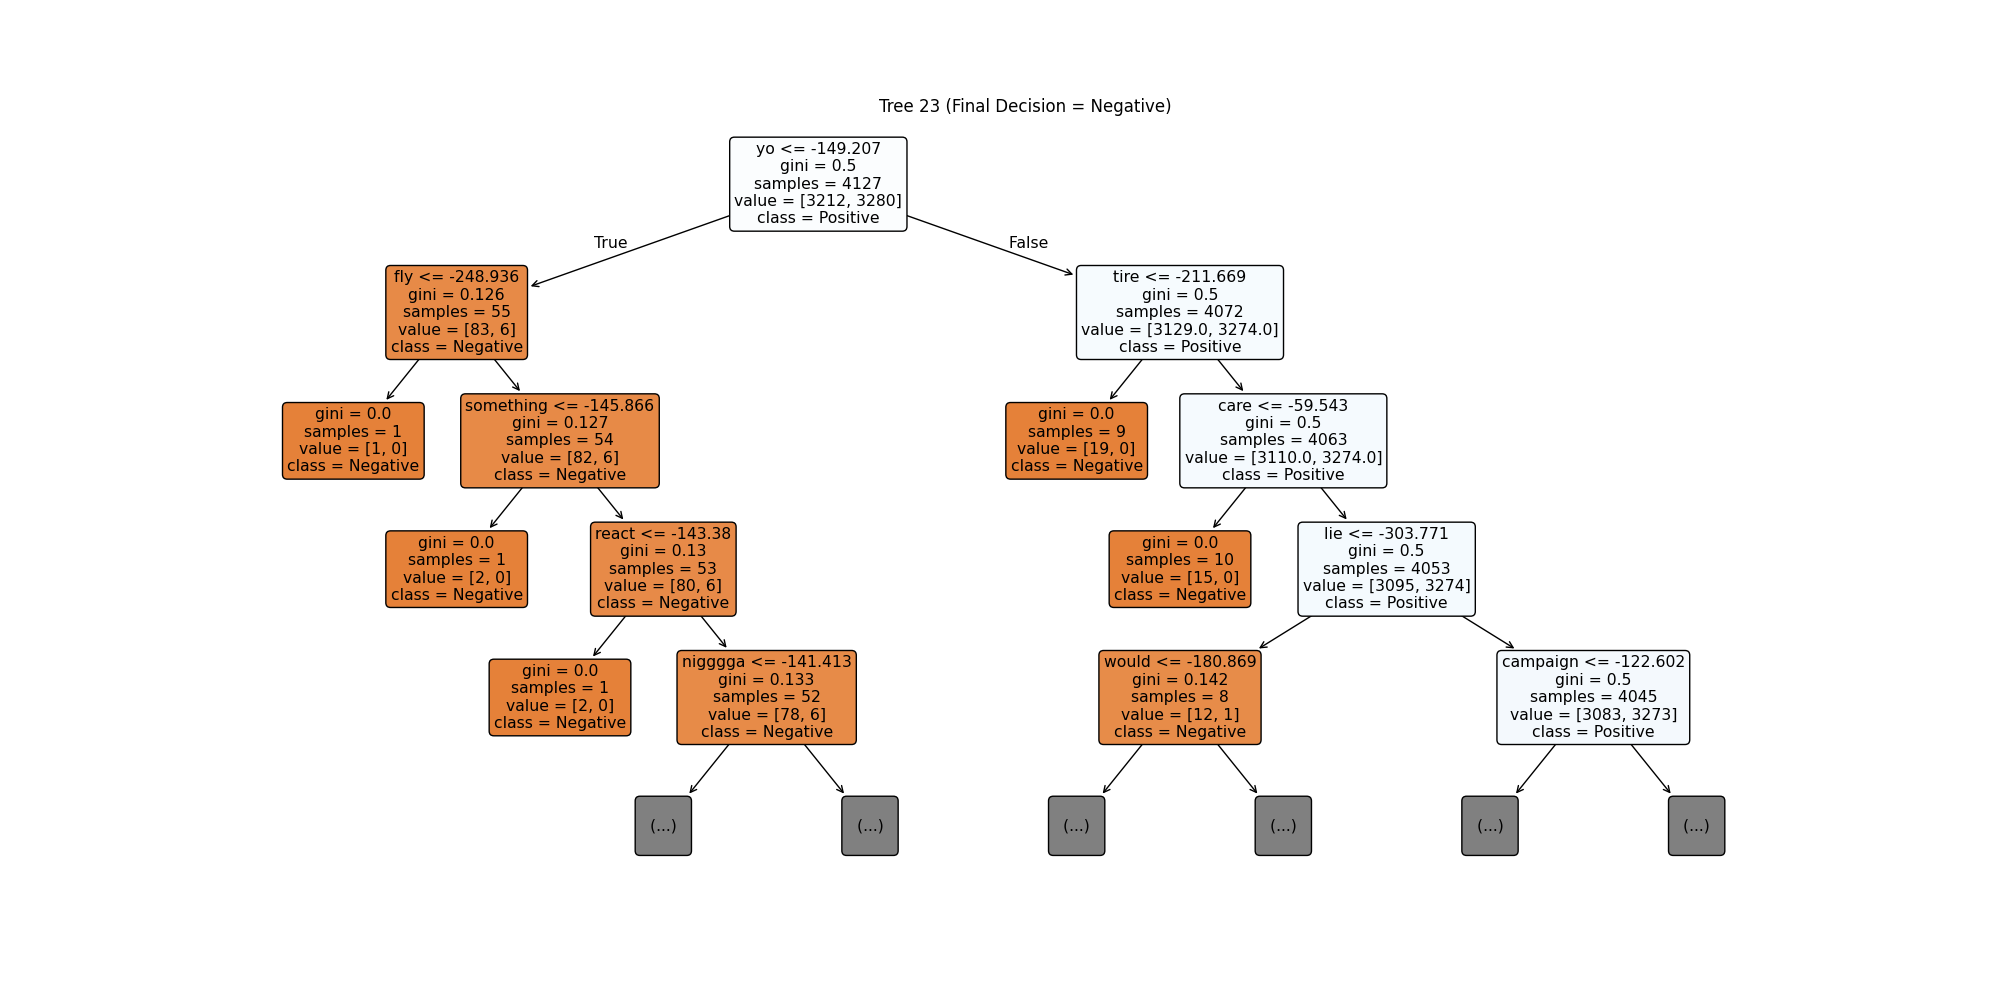 Tree 23 (Final Decision = Negative)
yo <= -149.207
gini = 0.5
samples = 4127
value = [3212, 3280]
class = Positive
True
False
fly <= -248.936
gini = 0.126
samples = 55
value = [83, 6]
class = Negative
tire <= -211.669
gini = 0.5
samples = 4072
value = [3129.0, 3274.0]
class = Positive
gini = 0.0
samples = 1
value = [1, 0]
class = Negative
something <= -145.866
gini = 0.127
samples = 54
value = [82, 6]
class = Negative
gini = 0.0
samples = 9
value = [19, 0]
class = Negative
care <= -59.543
gini = 0.5
samples = 4063
value = [3110.0, 3274.0]
class = Positive
gini = 0.0
samples = 1
value = [2, 0]
class = Negative
react <= -143.38
gini = 0.13
samples = 53
value = [80, 6]
class = Negative
gini = 0.0
samples = 10
value = [15, 0]
class = Negative
lie <= -303.771
gini = 0.5
samples = 4053
value = [3095, 3274]
class = Positive
gini = 0.0
samples = 1
value = [2, 0]
class = Negative
nigggga <= -141.413
gini = 0.133
samples = 52
value = [78, 6]
class = Negative
would <= -180.869
gini = 0.142
samples = 8
value = [12, 1]
class = Negative
campaign <= -122.602
gini = 0.5
samples = 4045
value = [3083, 3273]
class = Positive
(...)
(...)
(...)
(...)
(...)
(...)